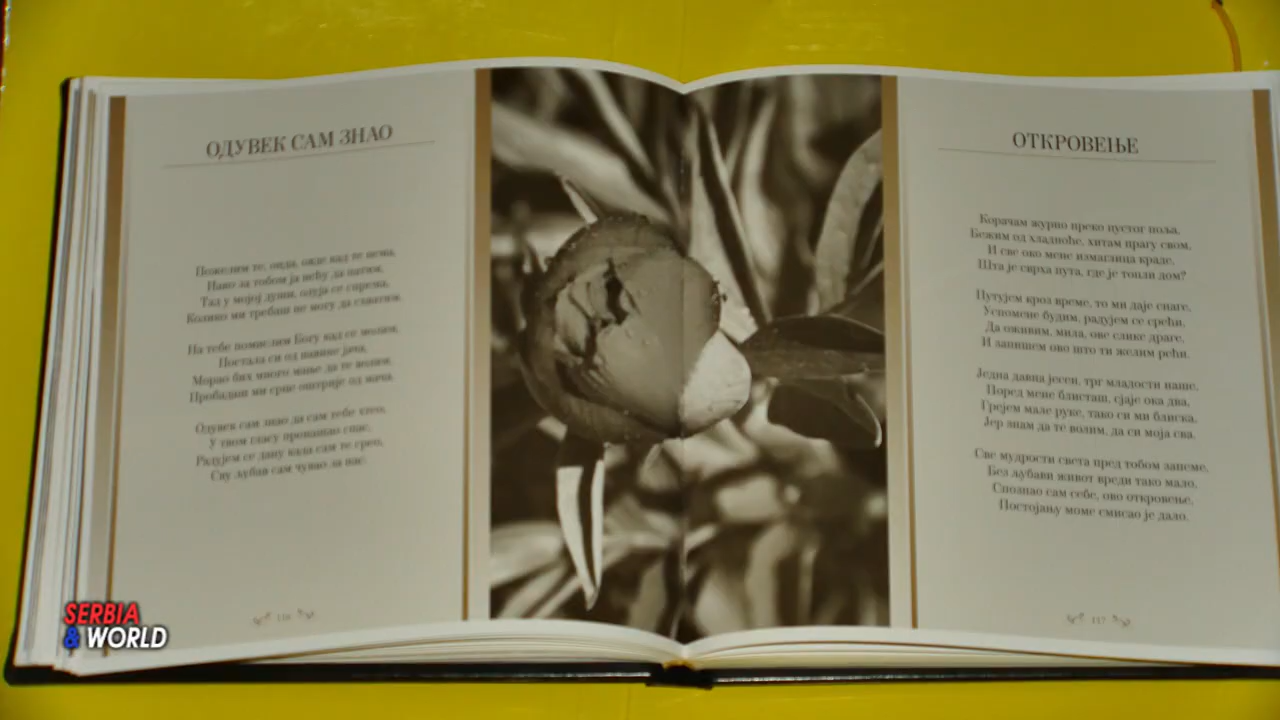 ОДУВЕК САМ ЗНАО
Пожелим те, онда, овде кад те нема,
Иако за тобом ја нећу да патим,
Тад у мојој души, олуја се спрема,
Колико ми требаш не могу да схватим.
На тебе помислим Богу кад се молим,
Постала си од навике јача,
Морао бих много мање да те волим,
Пробадаш ми срце оштрије од мача.
Одувек сам знао да сам тебе хтео,
У твом гласу пронашао спас,
Радујем се дану када сам те срео,
Сву љубав сам чувао за нас.
116
ОТКРОВЕЊЕ
Корачам журно преко пустог поља,
Бежим од хладноће, хитам прагу свом,
И све око мене измаглица краде,
Шта је сврха пута, где је топли дом?
Путујем кроз време, то ми даје снаге,
Успомене будим, радујем се срећи,
Да оживим, мила, ове слике драге,
И запишем ово што ти желим рећи.
Једна давна јесен, трг младости наше,
Поред мене блисташ, сјаје ока два,
Грејем мале руке, тако си ми блиска,
Јер знам да те волим, да си моја сва.
Све мудрости света пред тобом занеме,
Без љубави живот вреди тако мало,
Спознао сам себе, ово откровење,
Постојању моме смисао је дало.
117
SERBIA
& WORLD